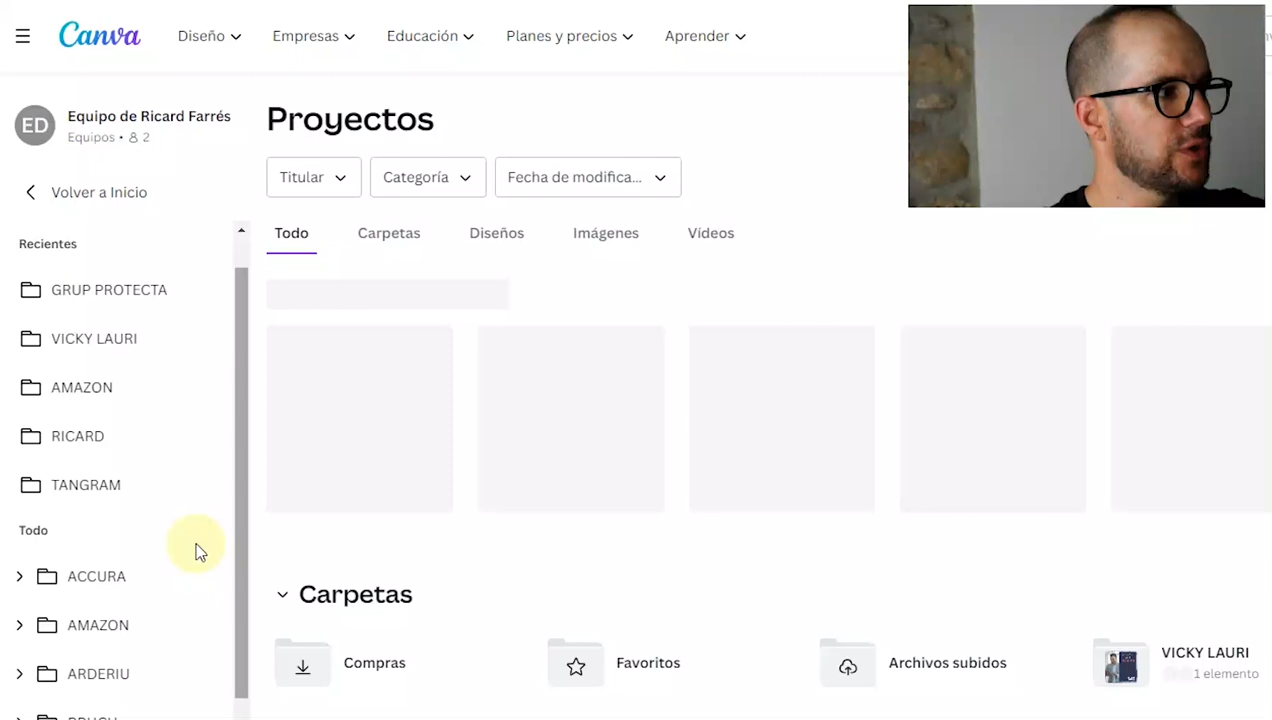 Canva
Diseño
Empresas
Educación
Planes y precios
Aprender
ED
Equipo de Ricard Farrés
Equipos • 2
Volver a Inicio
Recientes
GRUP PROTECTA
VICKY LAURI
AMAZON
RICARD
TANGRAM
Todo
ACCURA
AMAZON
ARDERIU
Proyectos
Titular
Categoría
Fecha de modifica...
Todo
Carpetas
Diseños
Imágenes
Vídeos
Carpetas
Compras
Favoritos
Archivos subidos
VICKY LAURI
1 elemento